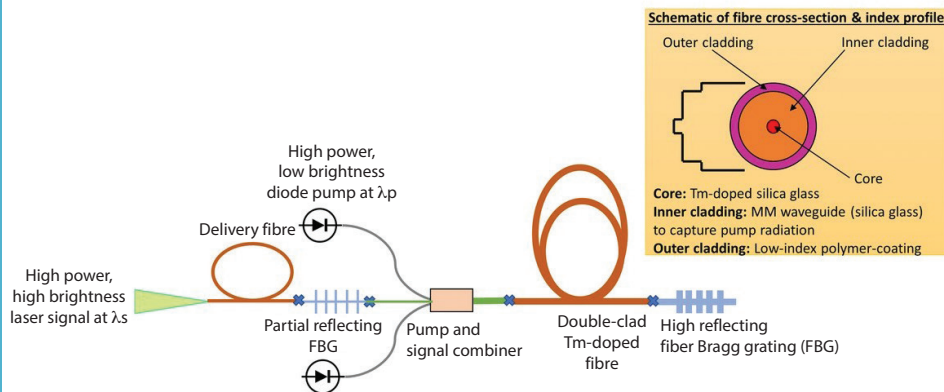 Schematic of fibre cross-section & index profile
Outer cladding
Inner cladding
Core
Core: Tm-doped silica glass
Inner cladding: MM waveguide (silica glass)
to capture pump radiation
Outer cladding: Low-index polymer-coating
High power,
low brightness
diode pump at λp
Delivery fibre
High power,
high brightness
laser signal at λs
Partial reflecting
FBG
Pump and
signal combiner
Double-clad
Tm-doped
fibre
High reflecting
fiber Bragg grating (FBG)